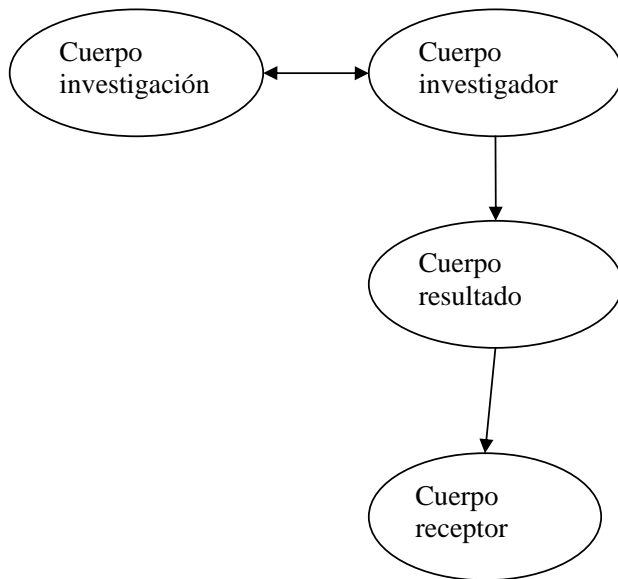 Cuerpo
investigación
Cuerpo
investigador
Cuerpo
resultado
Cuerpo
receptor